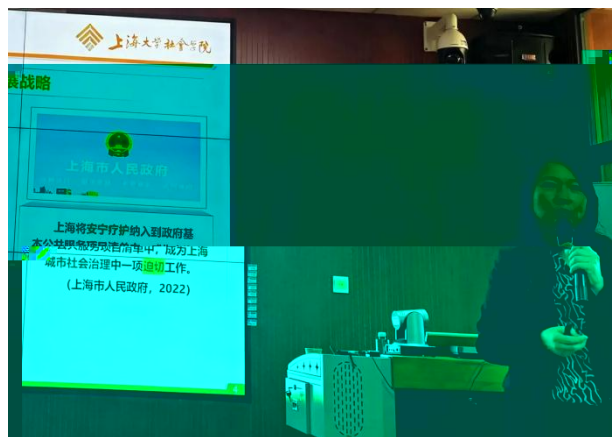 上海大学社会学院
展战略
上海市人民政府
上海将安宁疗护纳入到政府基
本公共服务项目清单中，成为上海
城市社会治理中一项迫切工作。
（上海市人民政府，2022）